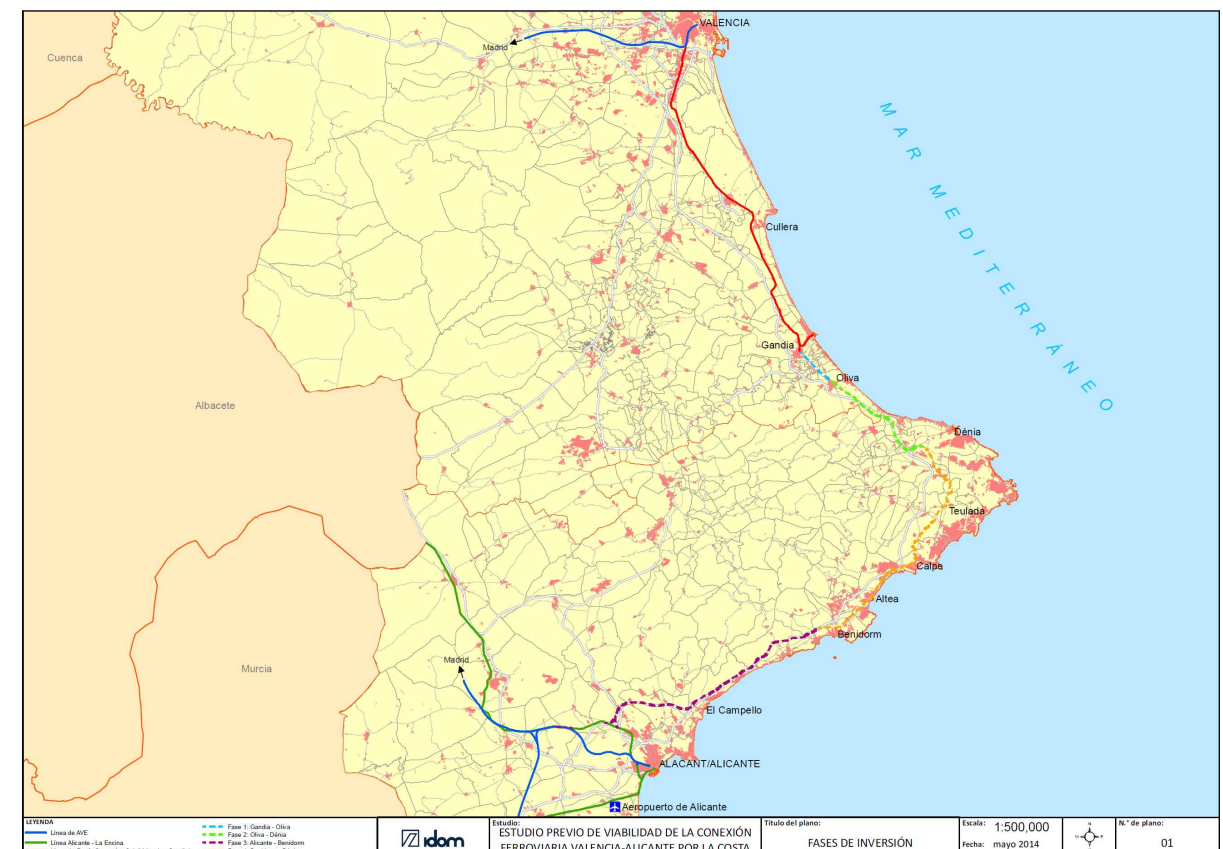 VALENCIA
Madrid
Cuenca
MAR MEDITERRÁNEO
Cullera
Gandia
Oliva
Albacete
Dénia
Teulada
Calpe
Altea
Benidorm
Murcia
Madrid
El Campello
ALACANT/ALICANTE
Aeropuerto de Alicante
LEYENDA
Línea de AVE
Línea Alicante - La Encina
Fase 1: Gandia - Oliva
Fase 2: Oliva - Dénia
Fase 3: Alicante - Benidorm
idom
Estudio:
ESTUDIO PREVIO DE VIABILIDAD DE LA CONEXIÓN
FERROVIARIA VALENCIA-ALICANTE POR LA COSTA
Título del plano:
FASES DE INVERSIÓN
Escala: 1:500,000
Fecha: mayo 2014
N.º de plano:
01